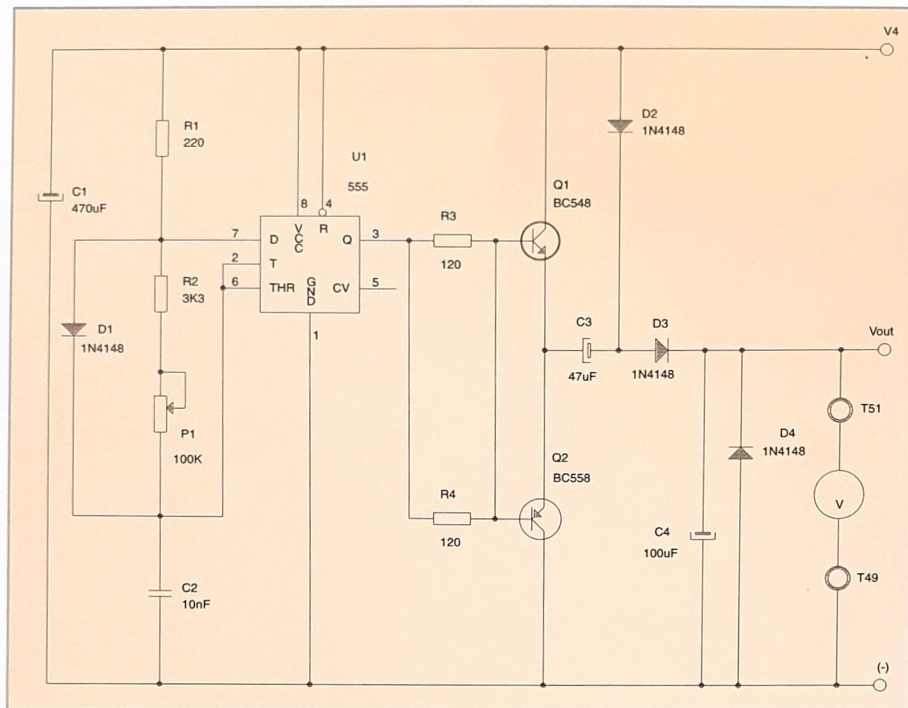 V4
R1
220
D2
1N4148
U1
555
C1
470uF
Q1
BC548
8
4
7
D
V
C
C
R
Q
3
R3
2
T
120
R2
3K3
6
THR
G
N
D
CV
5
D1
1N4148
1
C3
D3
Vout
47uF
1N4148
T51
P1
100K
D4
1N4148
Q2
BC558
R4
V
120
C4
100uF
T49
C2
10nF
(-)